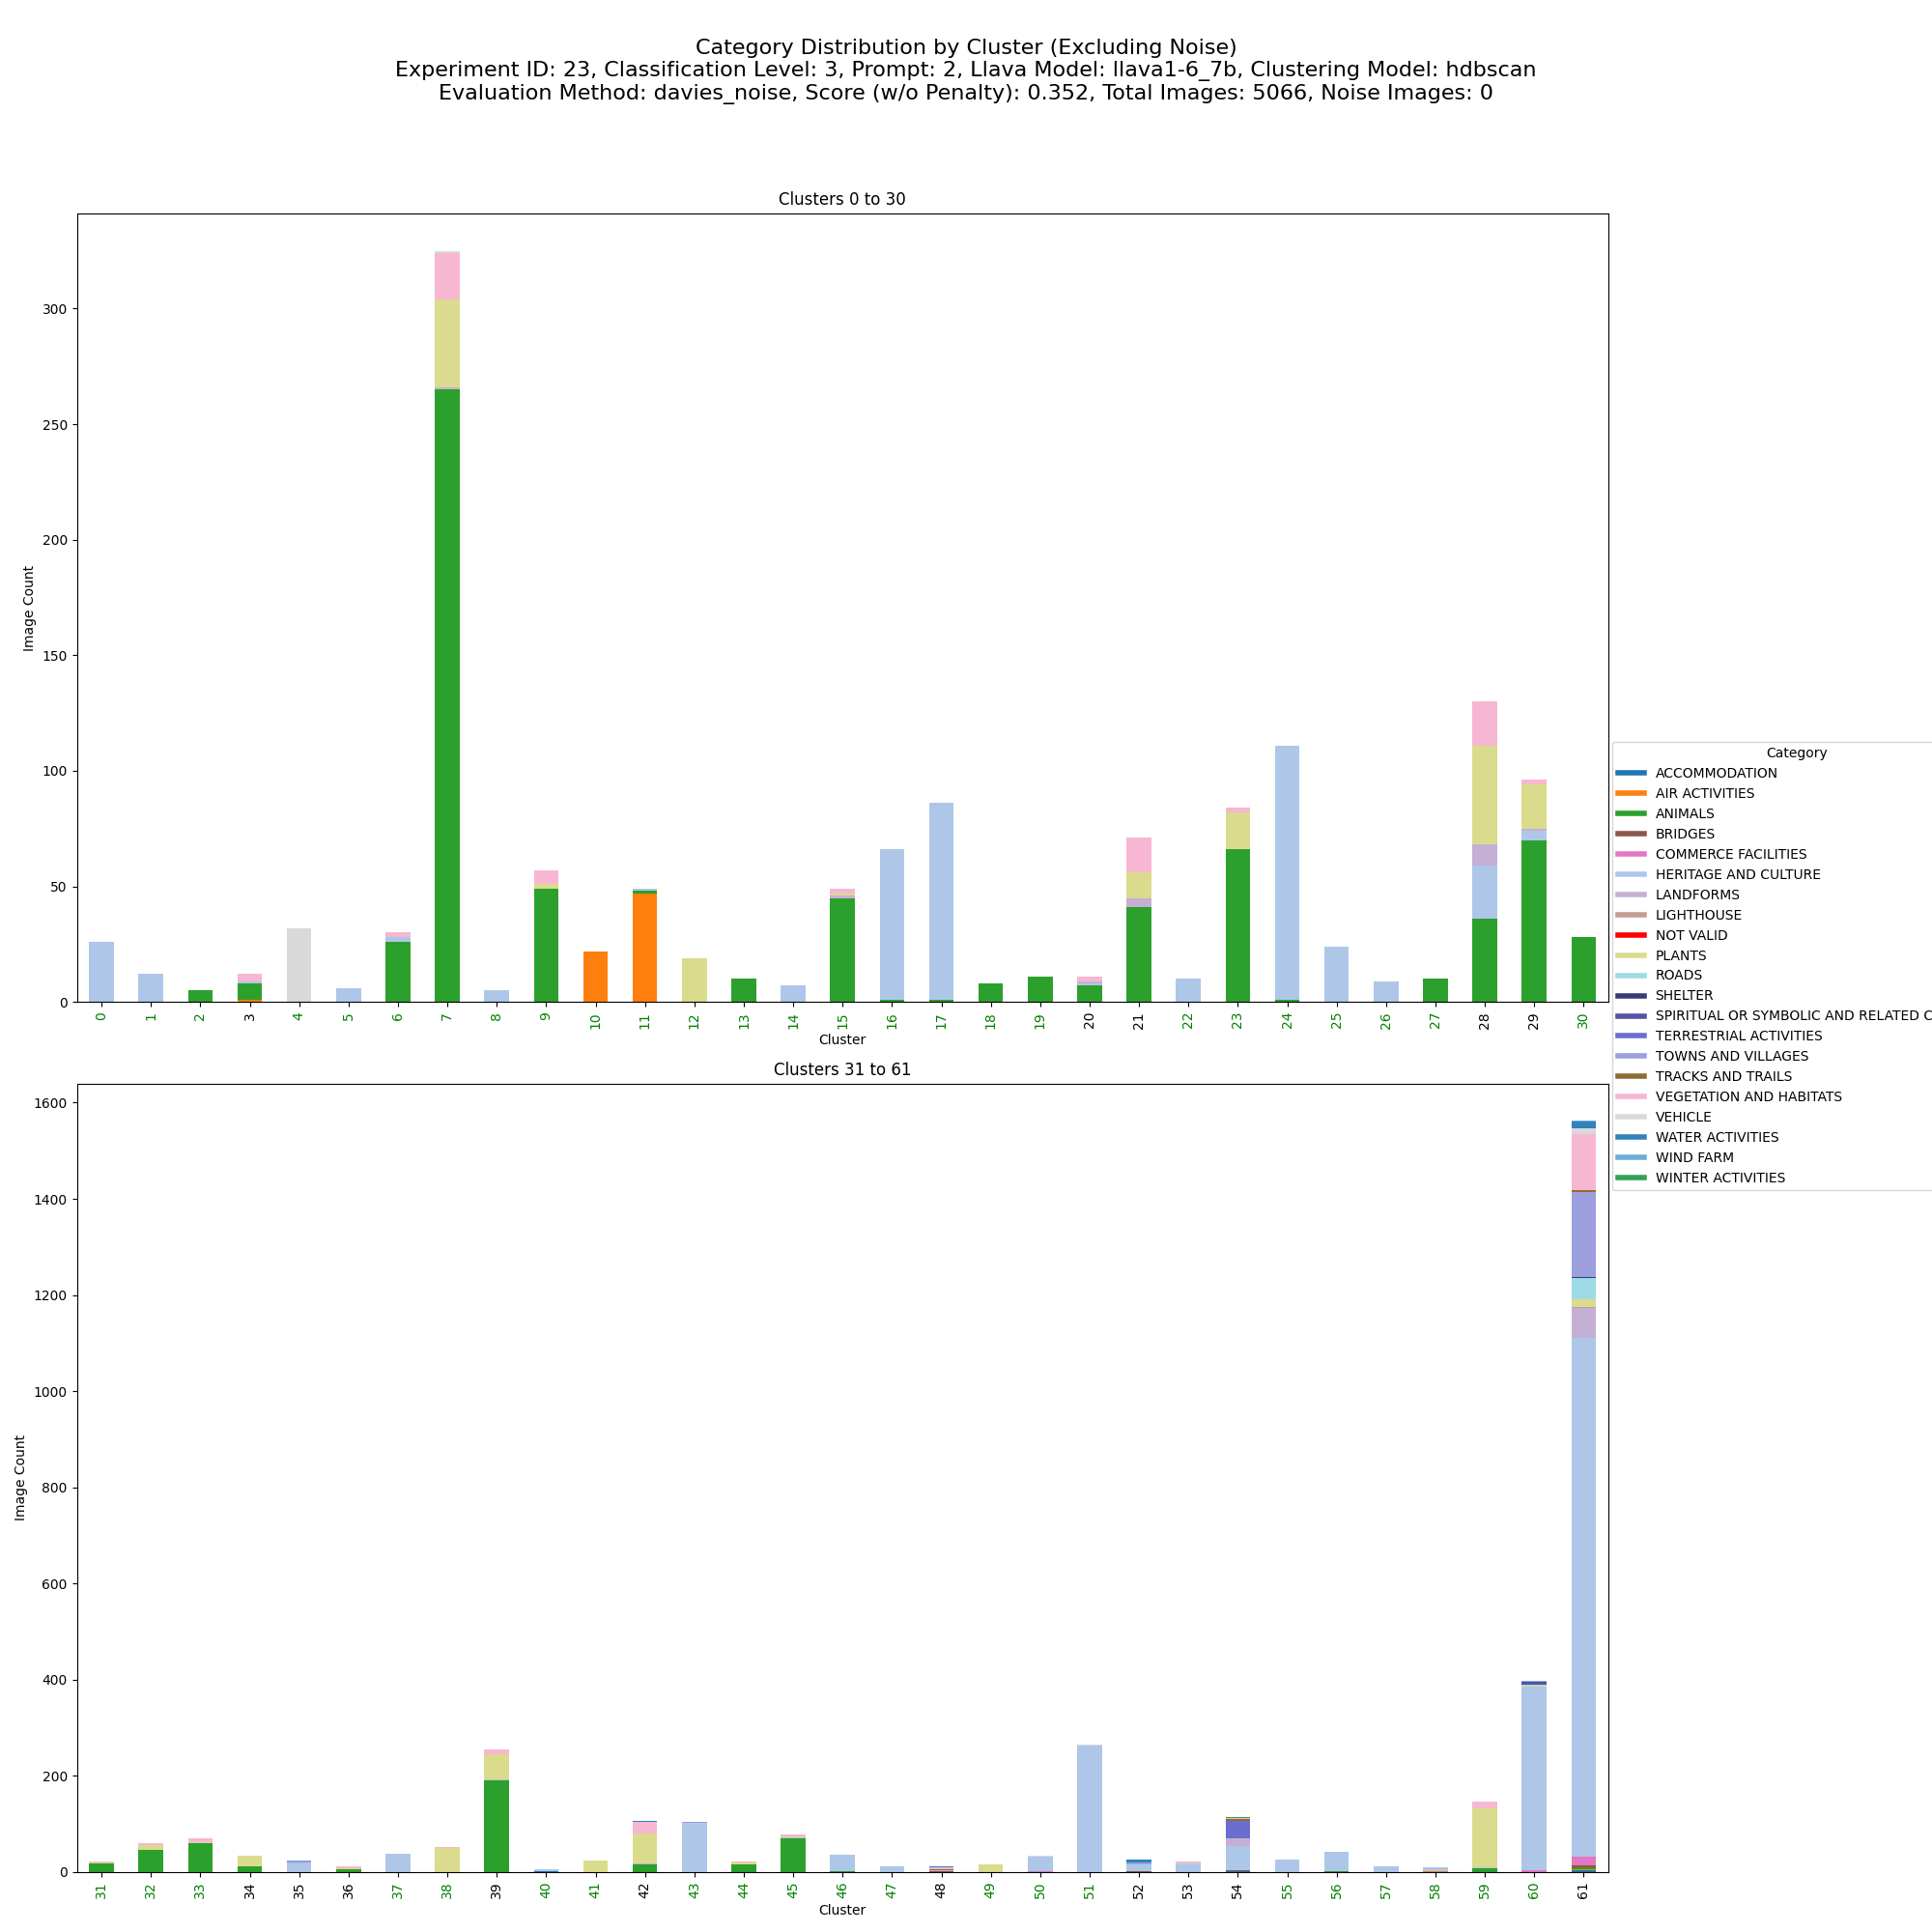 Category Distribution by Cluster (Excluding Noise)
Experiment ID: 23, Classification Level: 3, Prompt: 2, Llava Model: llava1-6_7b, Clustering Model: hdbscan
Evaluation Method: davies_noise, Score (w/o Penalty): 0.352, Total Images: 5066, Noise Images: 0
Clusters 0 to 30
300
250
200
150
100
50
0
Image Count
0 1 2 3 4 5 6 7 8 9 10 11 12 13 14 15 16 17 18 19 20 21 22 23 24 25 26 27 28 29 30
Cluster
Category
ACCOMMODATION
AIR ACTIVITIES
ANIMALS
BRIDGES
COMMERCE FACILITIES
HERITAGE AND CULTURE
LANDFORMS
LIGHTHOUSE
NOT VALID
PLANTS
ROADS
SHELTER
SPIRITUAL OR SYMBOLIC AND RELATED C
TERRESTRIAL ACTIVITIES
TOWNS AND VILLAGES
TRACKS AND TRAILS
VEGETATION AND HABITATS
VEHICLE
WATER ACTIVITIES
WIND FARM
WINTER ACTIVITIES
Clusters 31 to 61
1600
1400
1200
1000
800
600
400
200
0
Image Count
31 32 33 34 35 36 37 38 39 40 41 42 43 44 45 46 47 48 49 50 51 52 53 54 55 56 57 58 59 60 61
Cluster